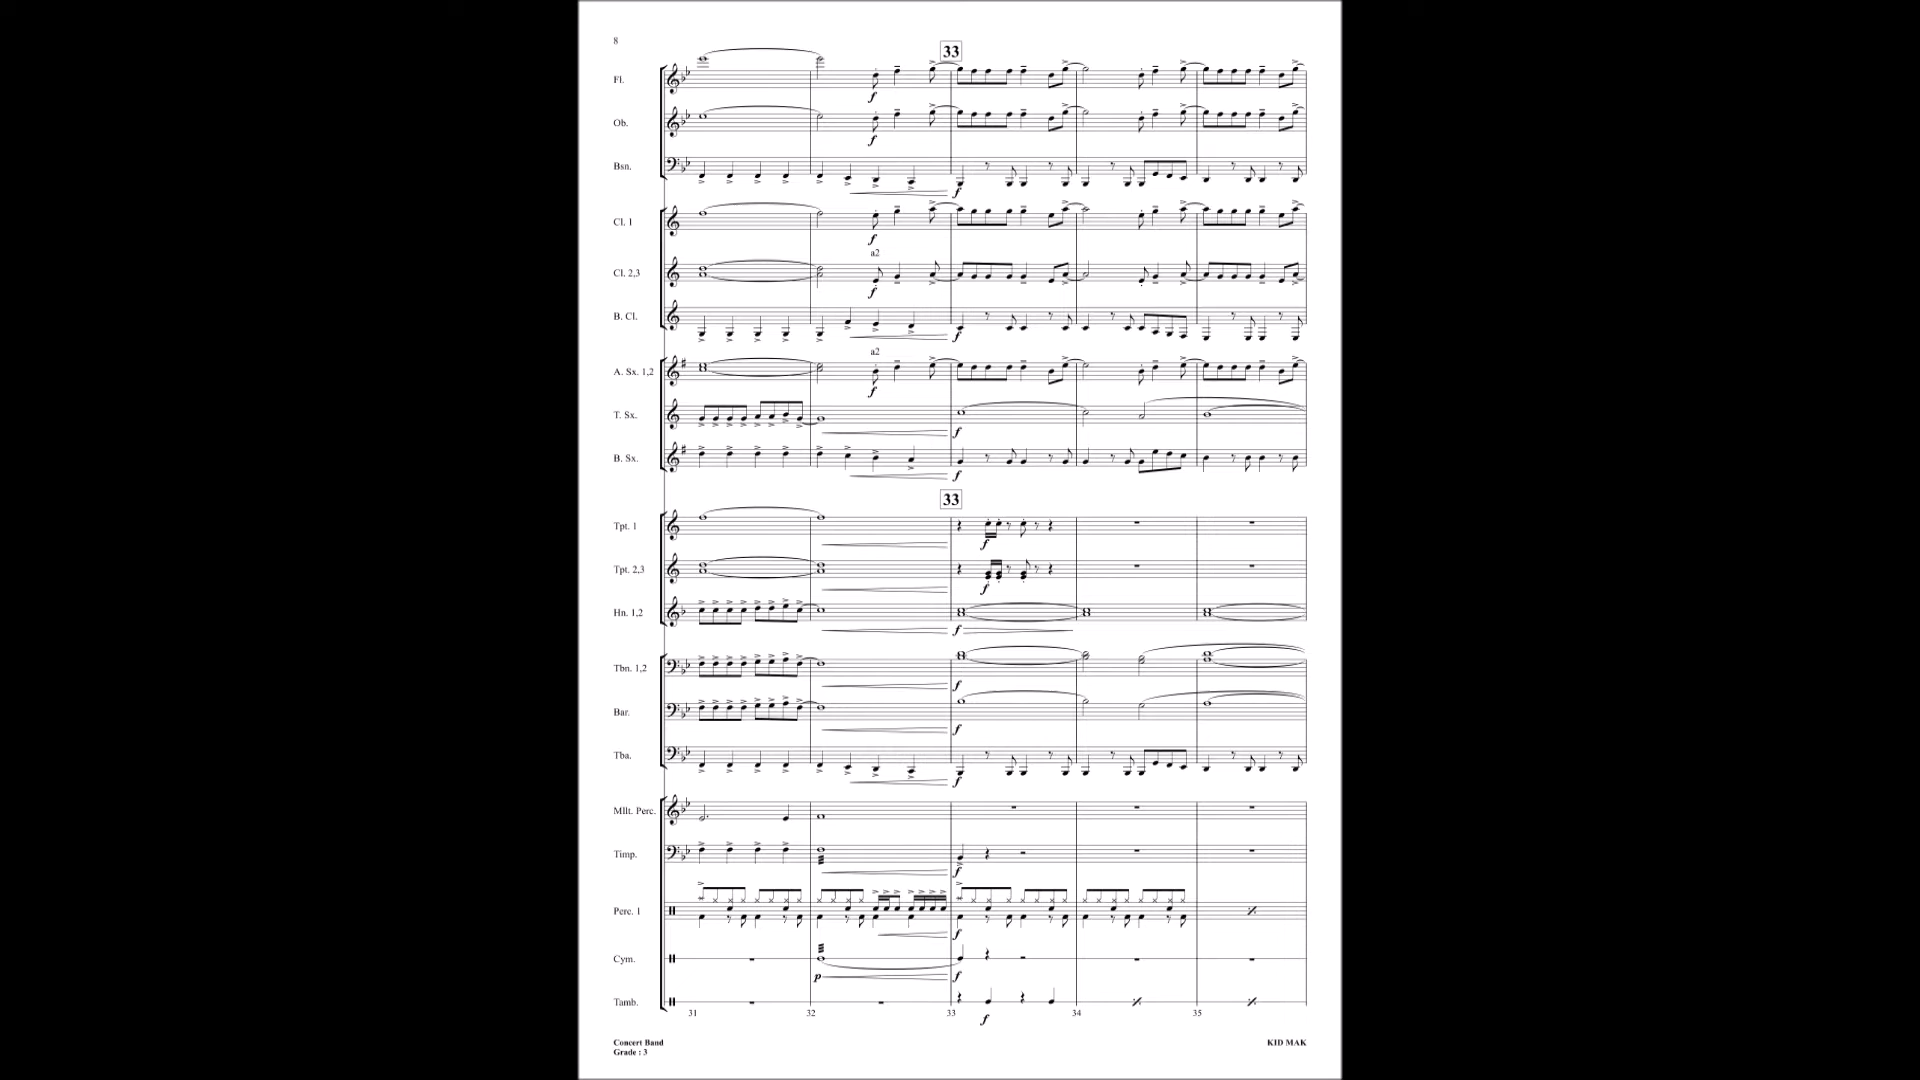 8
33
Fl.
f
Ob.
f
Bsn.
f
Cl. 1
f
a2
Cl. 2,3
f
B. Cl.
f
a2
A. Sx. 1,2
f
T. Sx.
f
B. Sx.
f
33
Tpt. 1
f
Tpt. 2,3
f
Hn. 1,2
f
Tbn. 1,2
f
Bar.
f
Tba.
f
Mllt. Perc.
Timp.
f
Perc. 1
f
Cym.
p f
Tamb.
31 32 33 34 35
f
Concert Band KID MAK
Grade : 3